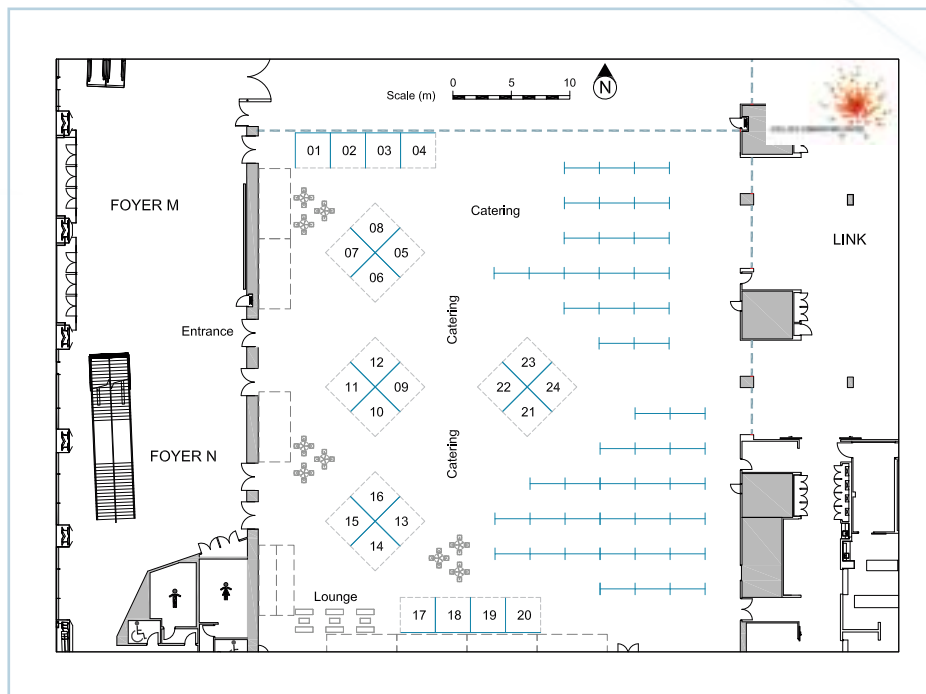 0 5 10
Scale (m)
N
01 02 03 04
FOYER M
Catering
08
07 05
06
LINK
Entrance
Catering
12
11 09
10
23
22 24
21
FOYER N
Catering
16
15 13
14
Lounge
17 18 19 20